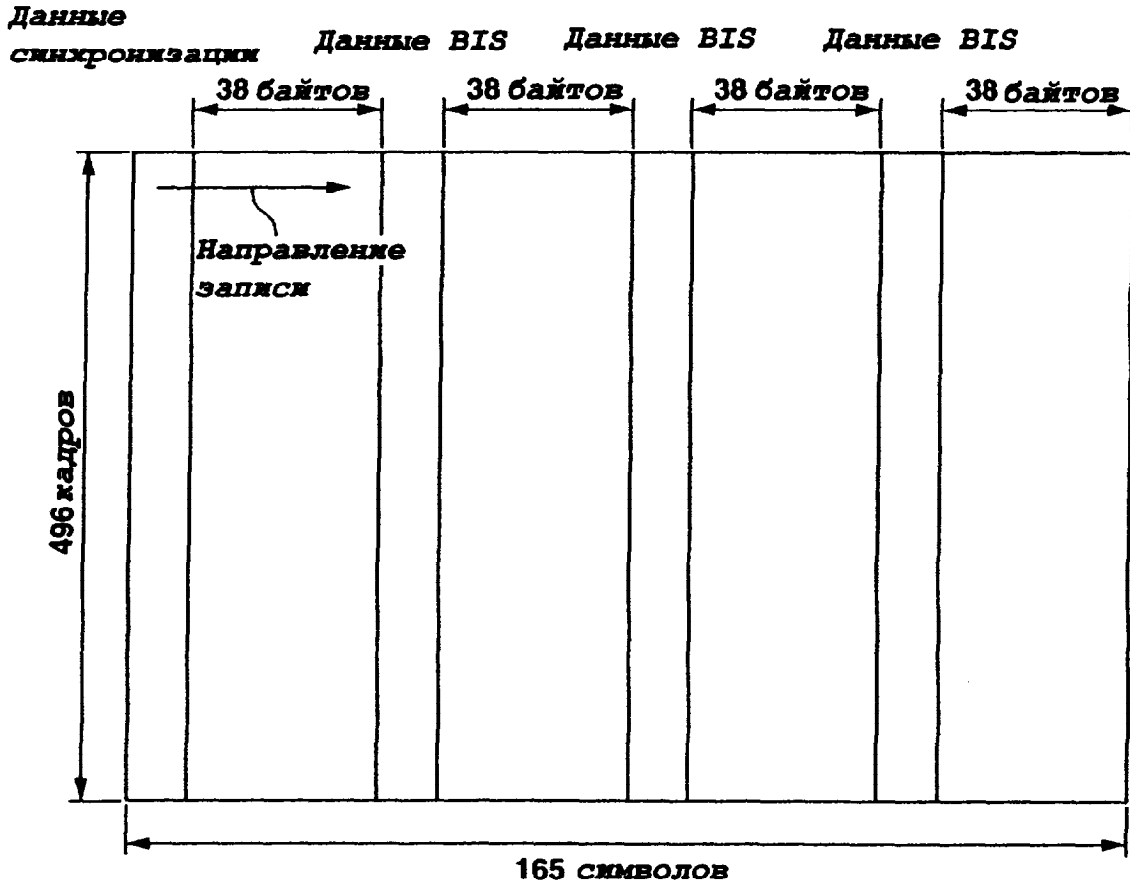 Данные
синхронизации
Данные BIS Данные BIS Данные BIS
38 байтов 38 байтов 38 байтов 38 байтов
Направление
записи
496 кадров
165 символов